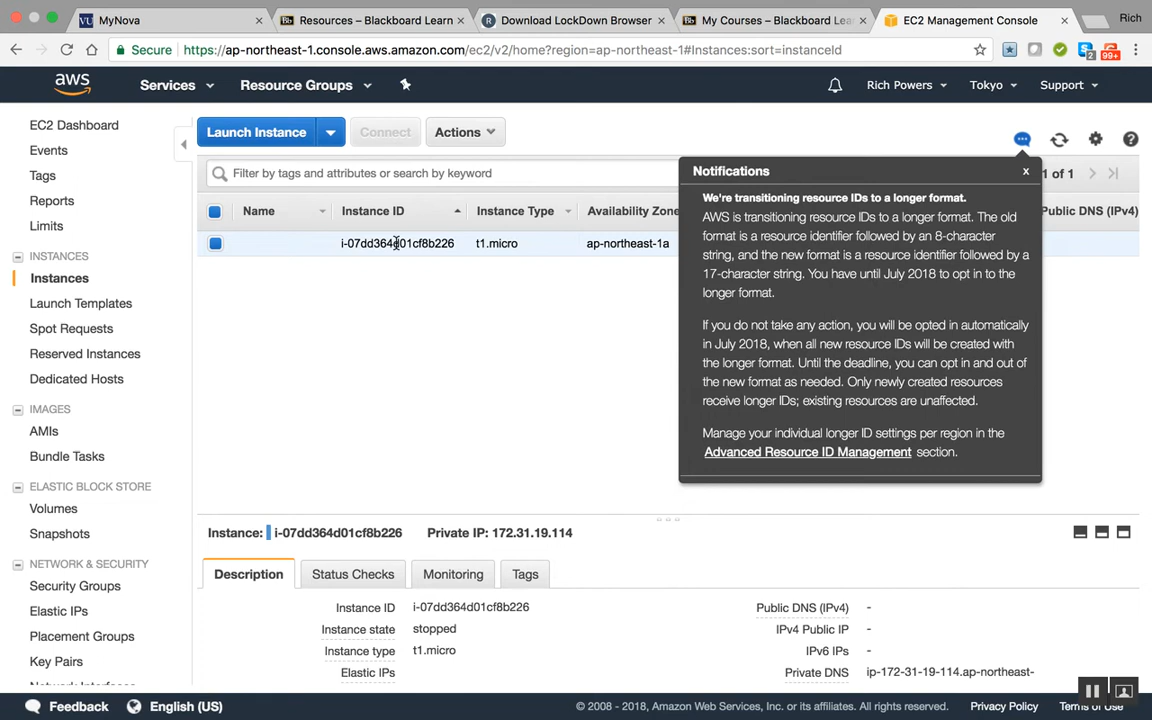 MyNova
Resources – Blackboard Learn
Download LockDown Browser
My Courses – Blackboard Lea
EC2 Management Console
Rich
Secure
https://ap-northeast-1.console.aws.amazon.com/ec2/v2/home?region=ap-northeast-1#Instances:sort=instanceId
2
99+
aws
Services
Resource Groups
Rich Powers
Tokyo
Support
EC2 Dashboard
Events
Tags
Reports
Limits
INSTANCES
Instances
Launch Templates
Spot Requests
Reserved Instances
Dedicated Hosts
IMAGES
AMIs
Bundle Tasks
ELASTIC BLOCK STORE
Volumes
Snapshots
NETWORK & SECURITY
Security Groups
Elastic IPs
Placement Groups
Key Pairs
Network Interfaces
Launch Instance
Connect
Actions
Filter by tags and attributes or search by keyword
1 of 1
Name
Instance ID
Instance Type
Availability Zone
Public DNS (IPv4)
i-07dd364d01cf8b226
t1.micro
ap-northeast-1a
Notifications
x
We're transitioning resource IDs to a longer format.
AWS is transitioning resource IDs to a longer format. The old
format is a resource identifier followed by an 8-character
string, and the new format is a resource identifier followed by a
17-character string. You have until July 2018 to opt in to the
longer format.
If you do not take any action, you will be opted in automatically
in July 2018, when all new resource IDs will be created with
the longer format. Until the deadline, you can opt in and out of
the new format as needed. Only newly created resources
receive longer IDs; existing resources are unaffected.
Manage your individual longer ID settings per region in the
Advanced Resource ID Management section.
Instance: i-07dd364d01cf8b226 Private IP: 172.31.19.114
Description
Status Checks
Monitoring
Tags
Instance ID i-07dd364d01cf8b226
Instance state stopped
Instance type t1.micro
Elastic IPs
Public DNS (IPv4) -
IPv4 Public IP -
IPv6 IPs -
Private DNS ip-172-31-19-114.ap-northeast-
Feedback
English (US)
© 2008 - 2018, Amazon Web Services, Inc. or its affiliates. All rights reserved.
Privacy Policy
Terms of Use